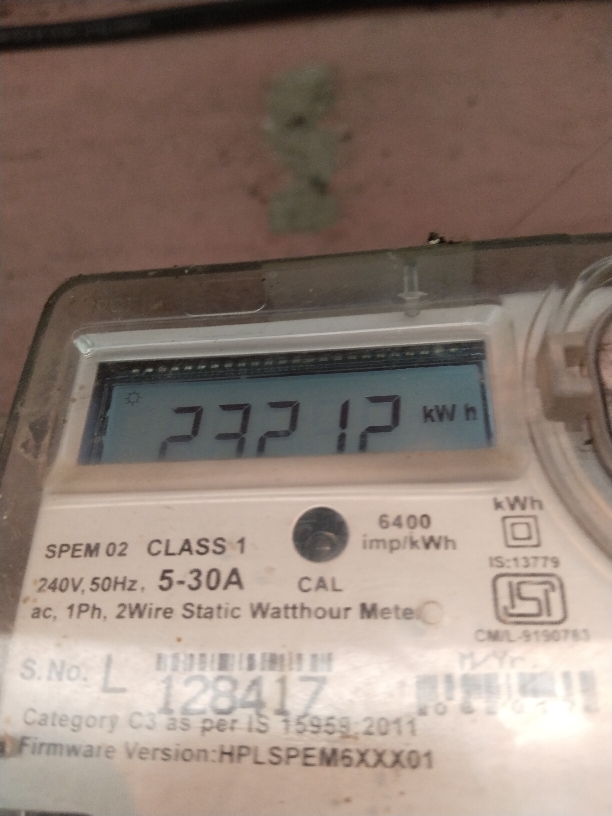 23212 kWh
kWh
6400
imp/kWh
SPEM 02 CLASS 1
IS:13779
240V, 50Hz, 5-30A CAL
ac, 1Ph, 2Wire Static Watthour Mete
ISI
CM/L-9190783
M/Yr.
S.No. L 128417
Category C3 as per IS 15959:2011
Firmware Version:HPLSPEM6XXX01